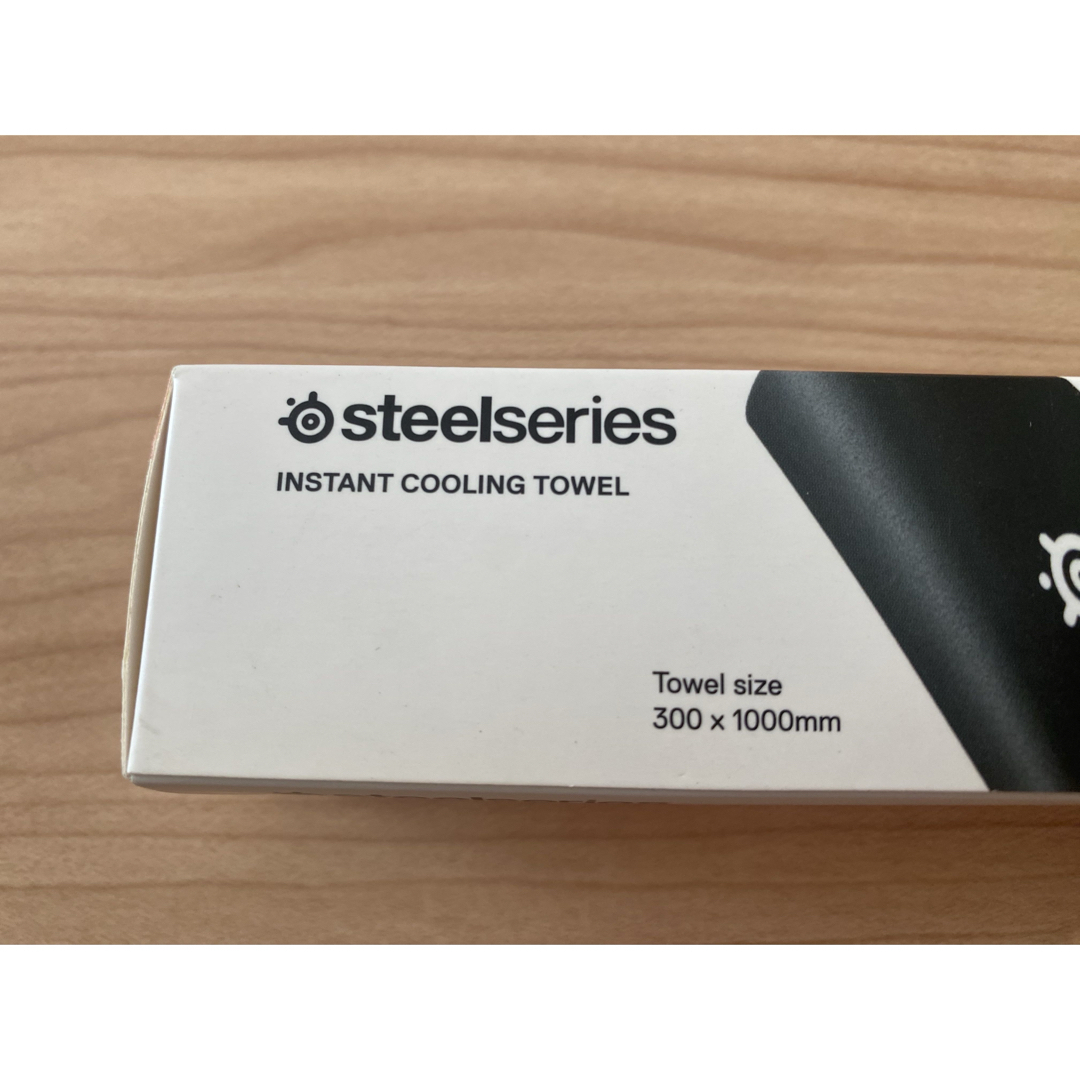 steelseries
INSTANT COOLING TOWEL
Towel size
300 x 1000mm